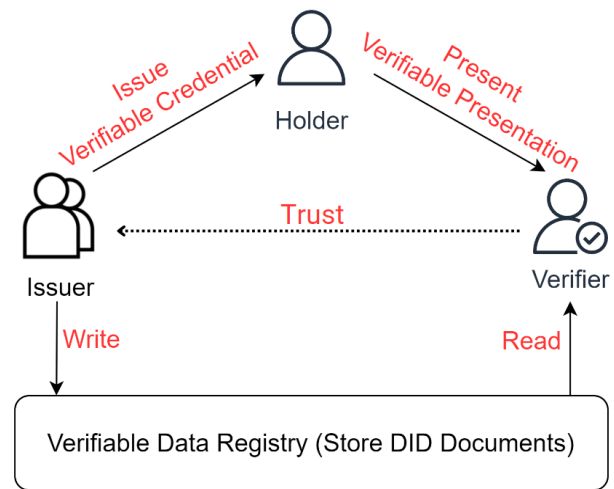 Issue
Verifiable Credential
Present
Verifiable Presentation
Holder
Trust
Issuer
Verifier
Write
Read
Verifiable Data Registry (Store DID Documents)